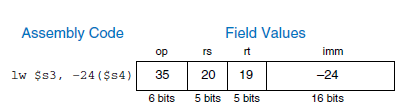 Assembly Code Field Values
op rs rt imm
lw $s3, -24($s4) 35 20 19 –24
6 bits 5 bits 5 bits 16 bits